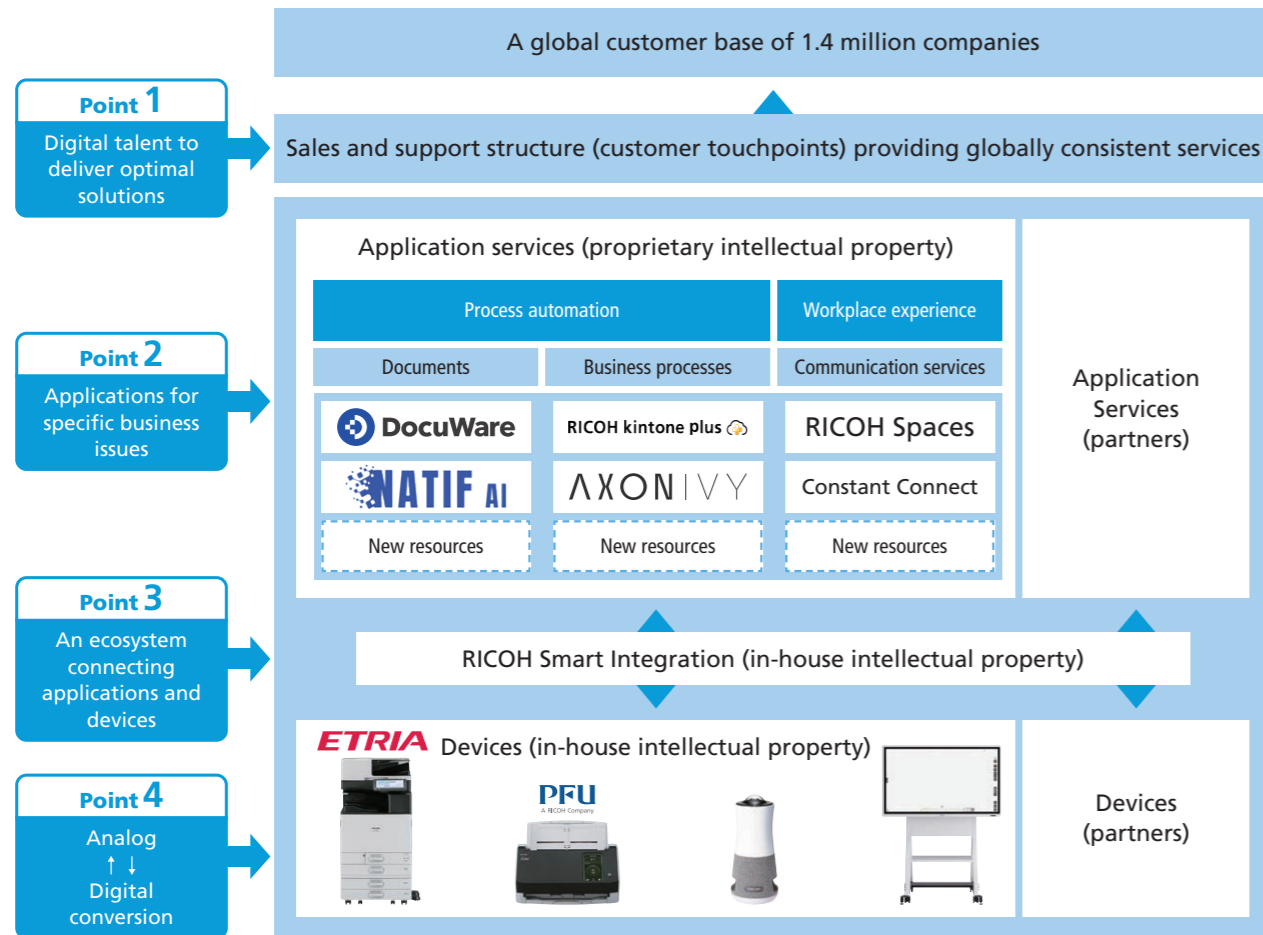 A global customer base of 1.4 million companies
Point 1
Digital talent to
deliver optimal
solutions
Sales and support structure (customer touchpoints) providing globally consistent services
Point 2
Applications for
specific business
issues
Application services (proprietary intellectual property)
Process automation
Workplace experience
Documents
Business processes
Communication services
DocuWare
RICOH kintone plus
RICOH Spaces
NATIF AI
AXONIVY
Constant Connect
New resources
New resources
New resources
Application
Services
(partners)
Point 3
An ecosystem
connecting
applications and
devices
RICOH Smart Integration (in-house intellectual property)
Point 4
Analog
↑ ↓
Digital
conversion
ETRIA Devices (in-house intellectual property)
PFU
A RICOH Company
Devices
(partners)